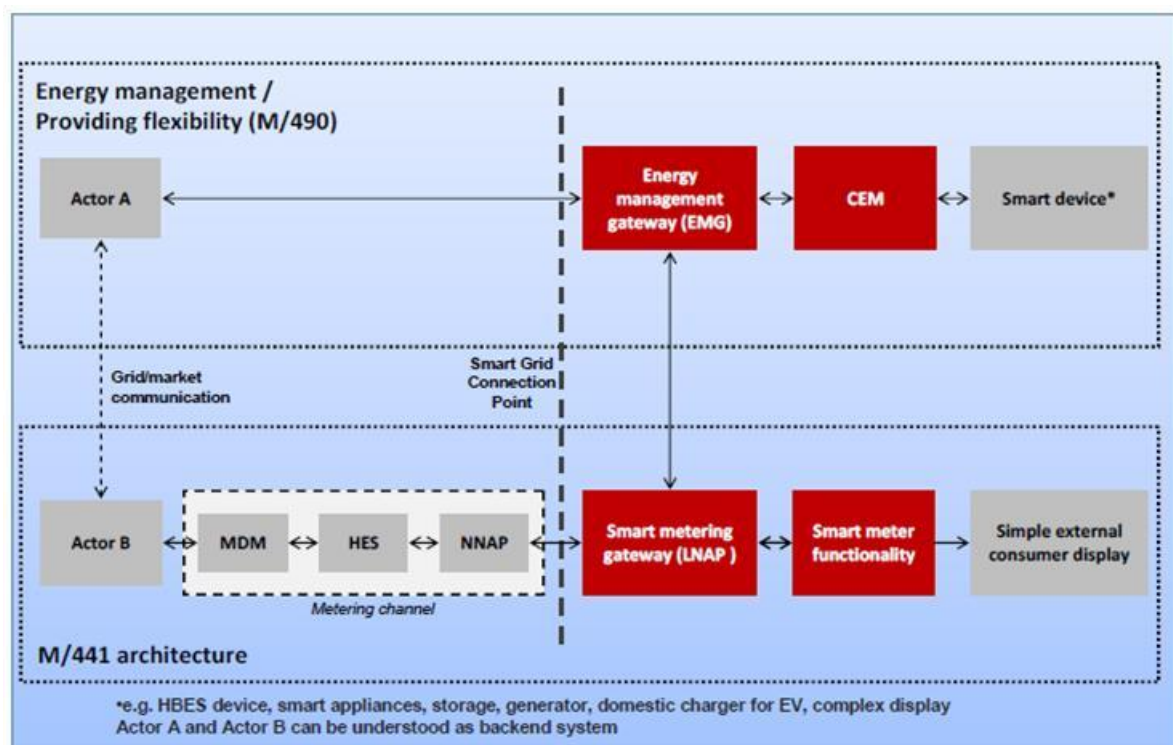 Energy management /
Providing flexibility (M/490)
Actor A
Energy
management
gateway (EMG)
CEM
Smart device*
Grid/market
communication
Smart Grid
Connection
Point
Actor B
MDM
HES
NNAP
Smart metering
gateway (LNAP )
Smart meter
functionality
Simple external
consumer display
Metering channel
M/441 architecture
•e.g. HBES device, smart appliances, storage, generator, domestic charger for EV, complex display
Actor A and Actor B can be understood as backend system